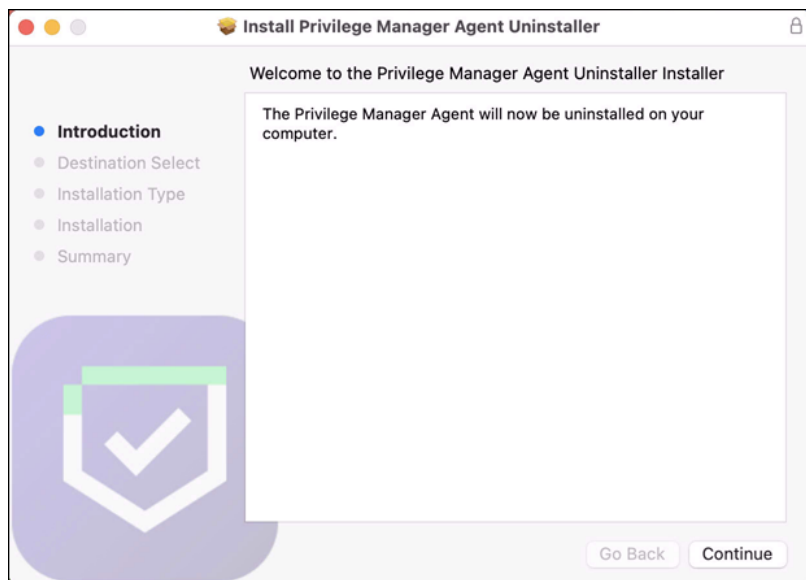 Install Privilege Manager Agent Uninstaller
Welcome to the Privilege Manager Agent Uninstaller Installer
Introduction
Destination Select
Installation Type
Installation
Summary
The Privilege Manager Agent will now be uninstalled on your
computer.
Go Back
Continue